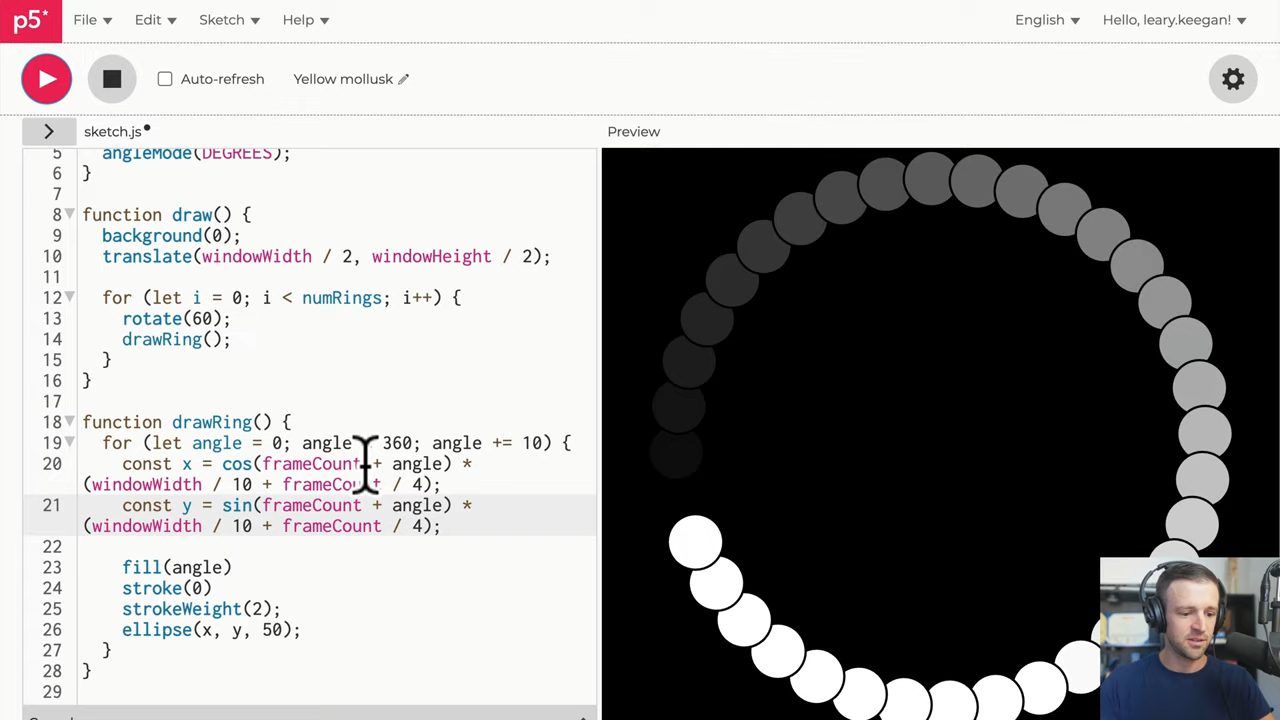 p5* File Edit Sketch Help English Hello, leary.keegan!
Auto-refresh Yellow mollusk
sketch.js Preview
5 angleMode(DEGREES);
6 }
7
8 function draw() {
9 background(0);
10 translate(windowWidth / 2, windowHeight / 2);
11
12 for (let i = 0; i < numRings; i++) {
13 rotate(60);
14 drawRing();
15 }
16 }
17
18 function drawRing() {
19 for (let angle = 0; angle 360; angle += 10) {
20 const x = cos(frameCount + angle) *
(windowWidth / 10 + frameCount / 4);
21 const y = sin(frameCount + angle) *
(windowWidth / 10 + frameCount / 4);
22
23 fill(angle)
24 stroke(0)
25 strokeWeight(2);
26 ellipse(x, y, 50);
27 }
28 }
29